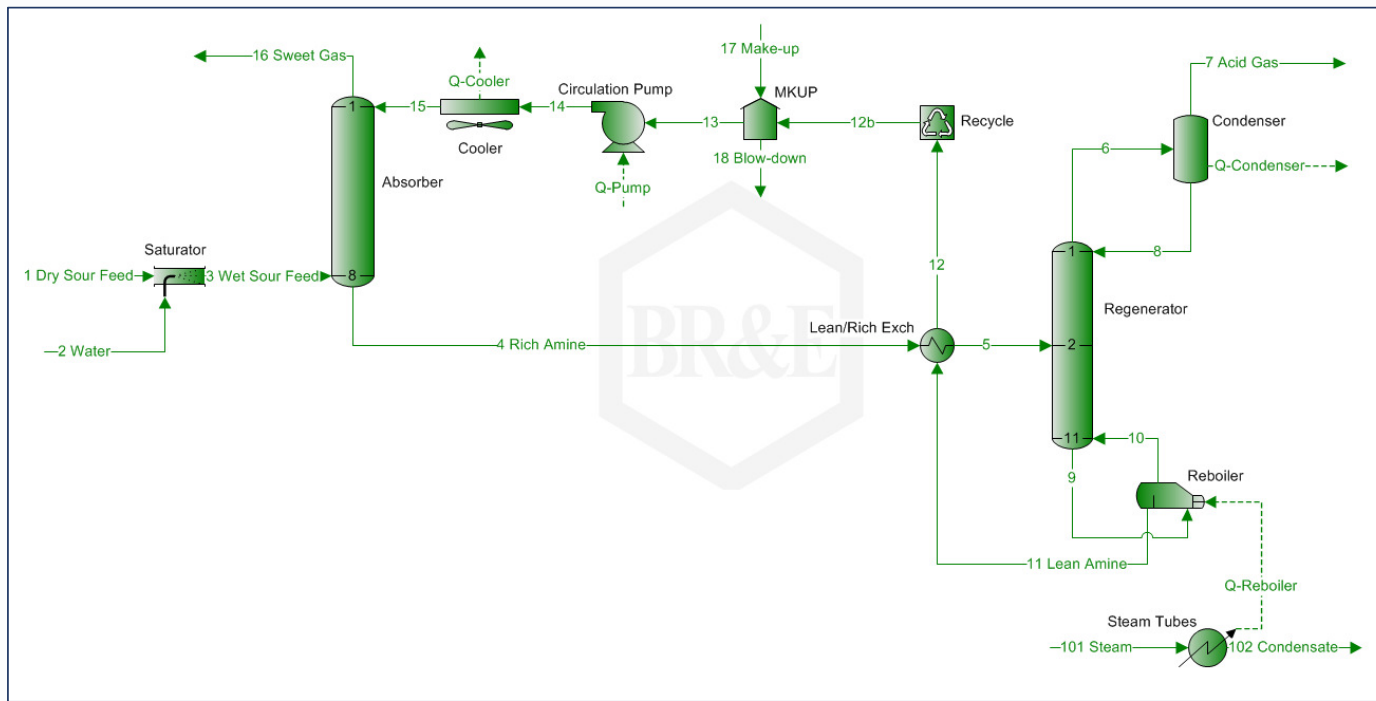 16 Sweet Gas
17 Make-up
7 Acid Gas
Q-Cooler
Circulation Pump
MKUP
1
15
14
13
12b
Recycle
Condenser
Cooler
18 Blow-down
6
Q-Condenser
Absorber
Q-Pump
Saturator
1
8
12
1 Dry Sour Feed
3 Wet Sour Feed
8
Regenerator
Lean/Rich Exch
2 Water
4 Rich Amine
5
2
BR&E
11
10
9
Reboiler
11 Lean Amine
Q-Reboiler
Steam Tubes
101 Steam
102 Condensate